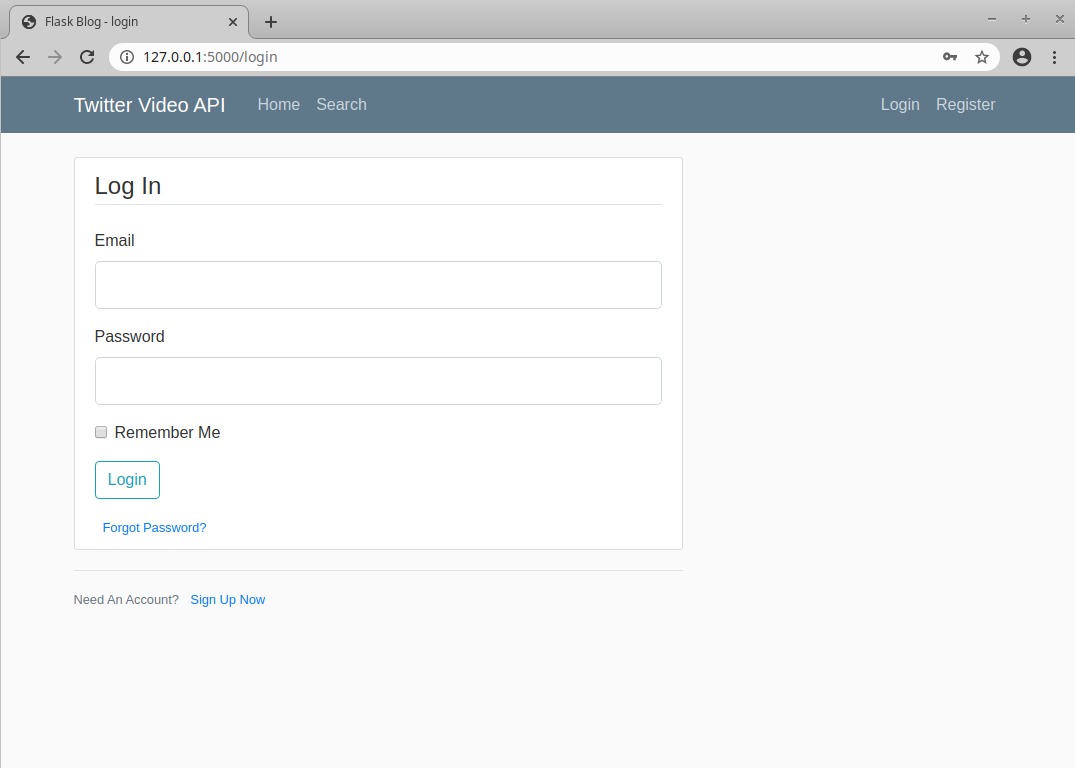 Flask Blog - login
127.0.0.1:5000/login
Twitter Video API Home Search Login Register
Log In
Email
Password
Remember Me
Login
Forgot Password?
Need An Account? Sign Up Now